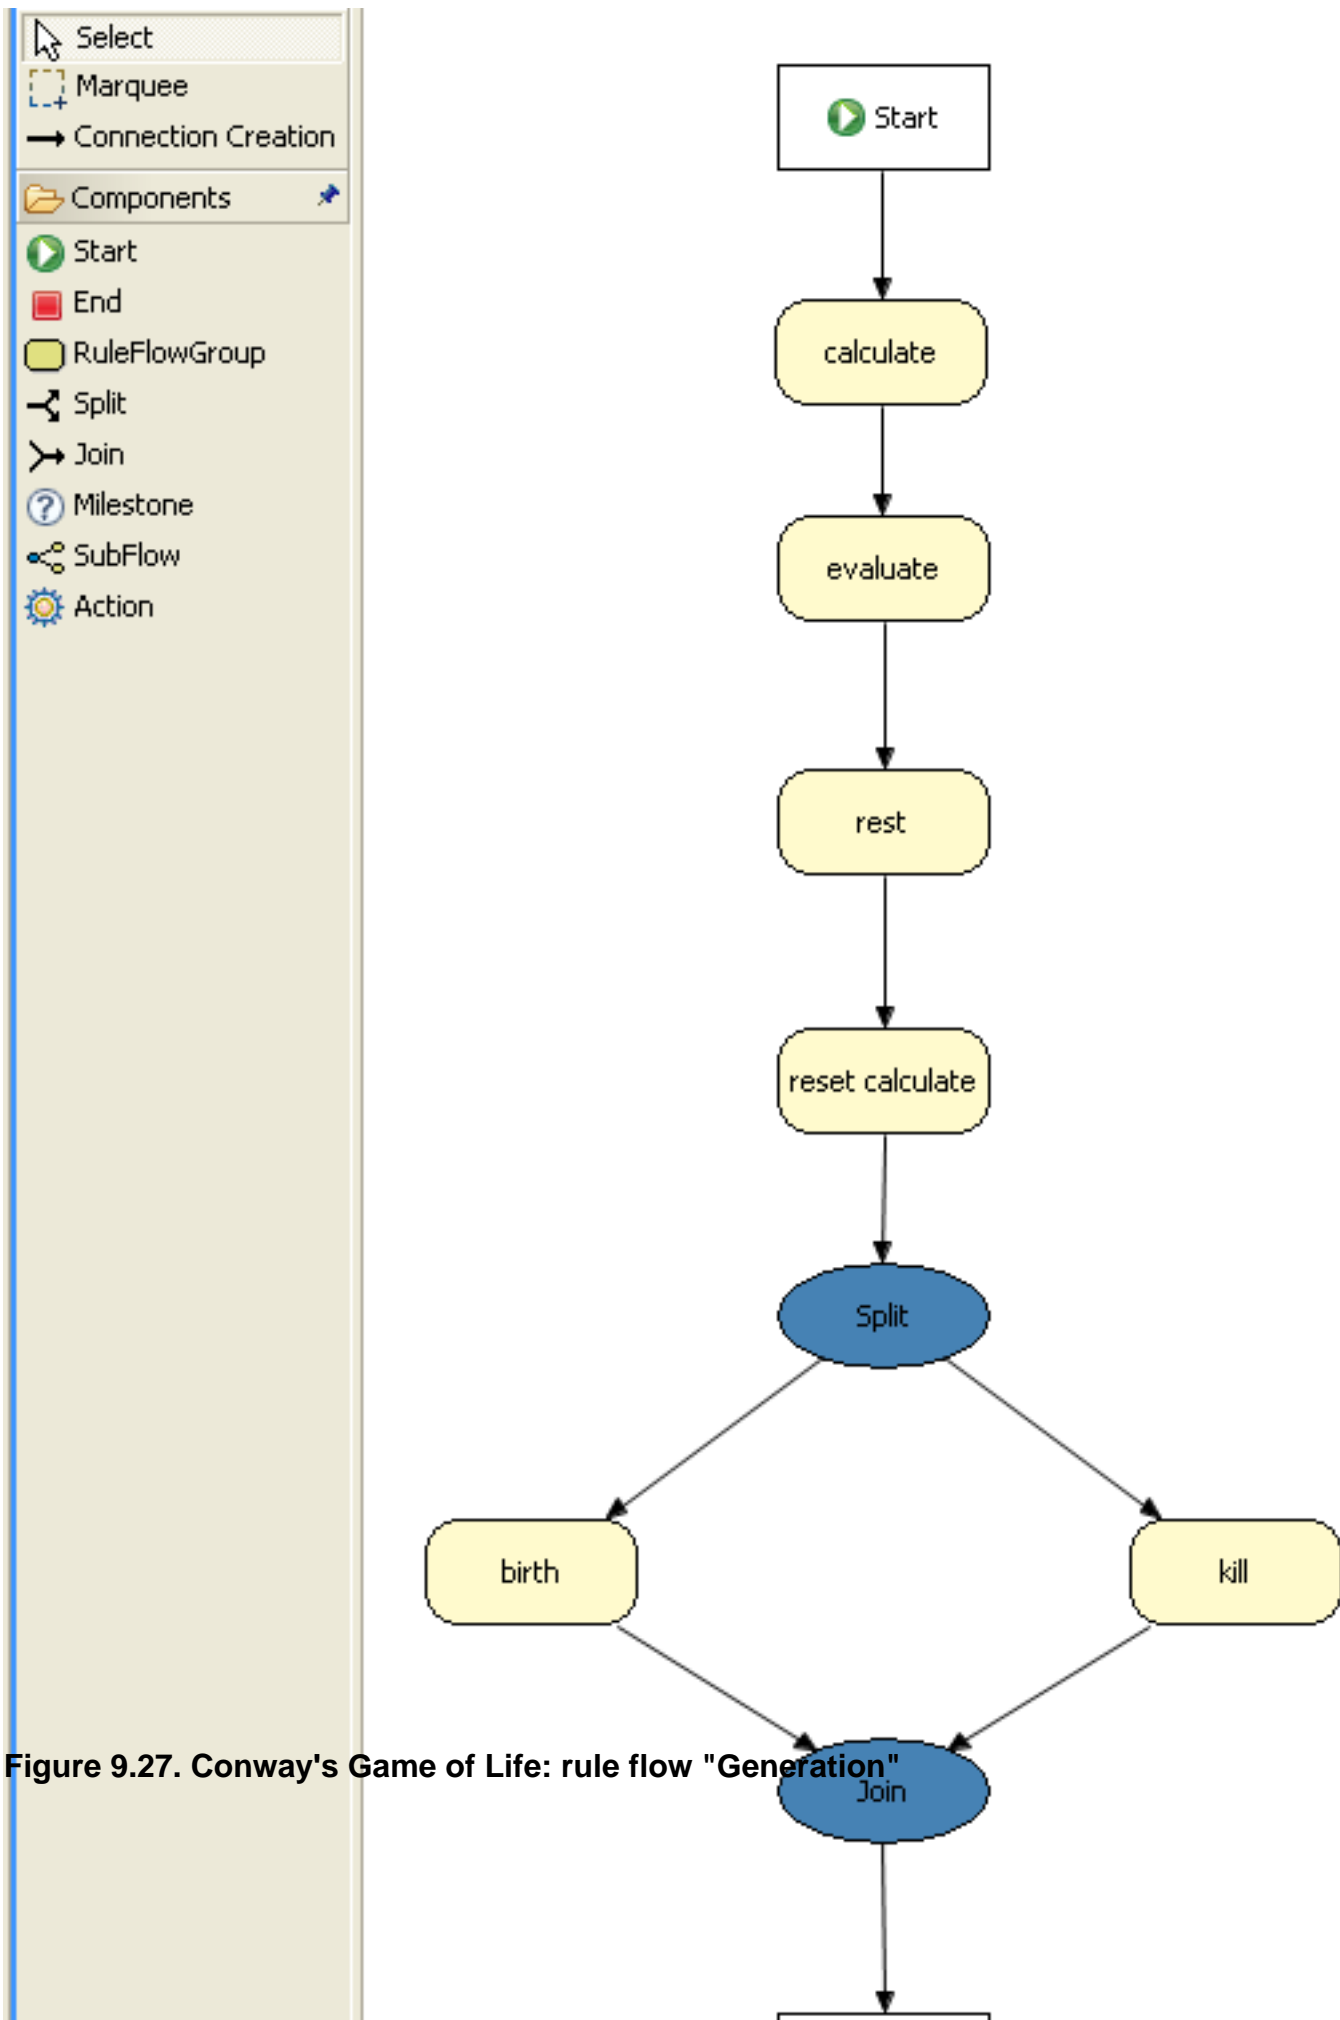 Select
Marquee
Connection Creation
Components
Start
End
RuleFlowGroup
Split
Join
Milestone
SubFlow
Action
Start
calculate
evaluate
rest
reset calculate
Split
birth
kill
Figure 9.27. Conway's Game of Life: rule flow "Generation"
Join